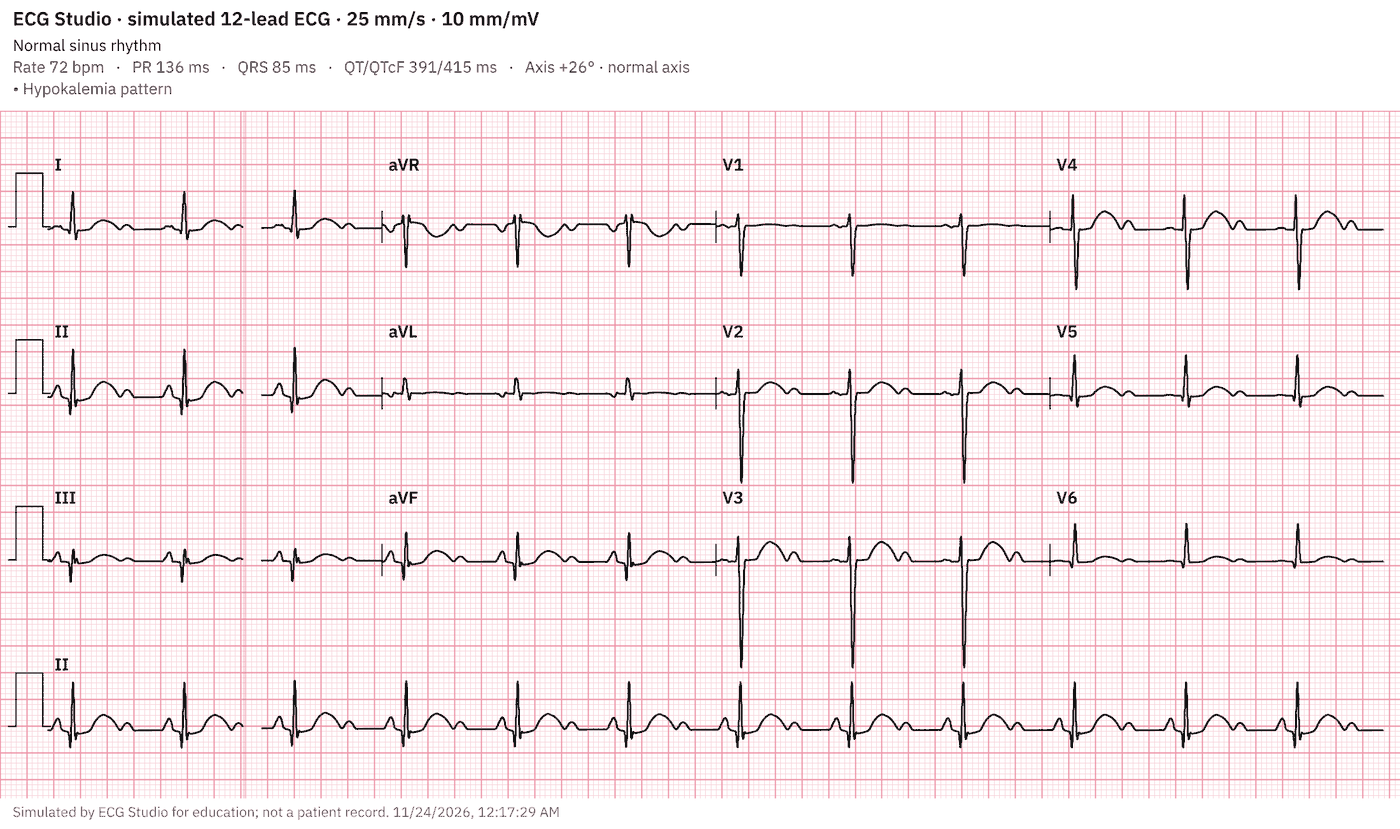 ECG Studio · simulated 12-lead ECG · 25 mm/s · 10 mm/mV
Normal sinus rhythm
Rate 72 bpm · PR 136 ms · QRS 85 ms · QT/QTcF 391/415 ms · Axis +26° · normal axis
• Hypokalemia pattern
I aVR V1 V4
II aVL V2 V5
III aVF V3 V6
II
Simulated by ECG Studio for education; not a patient record. 11/24/2026, 12:17:29 AM